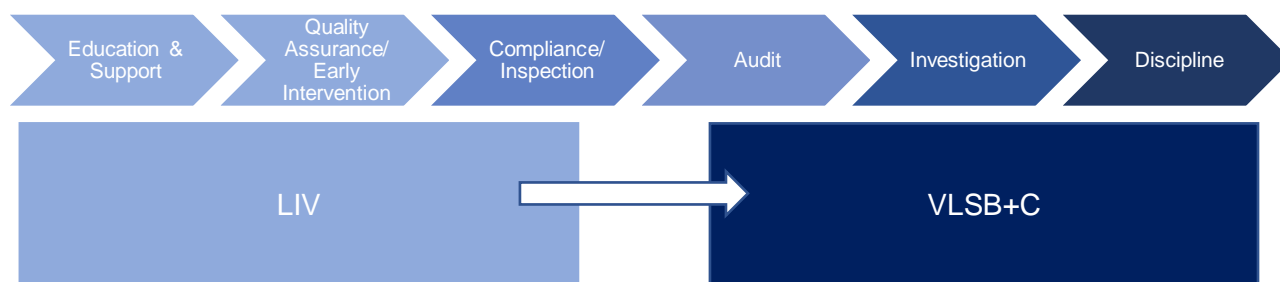 Education &
Support
Quality
Assurance/
Early
Intervention
Compliance/
Inspection
Audit
Investigation
Discipline
LIV
VLSB+C